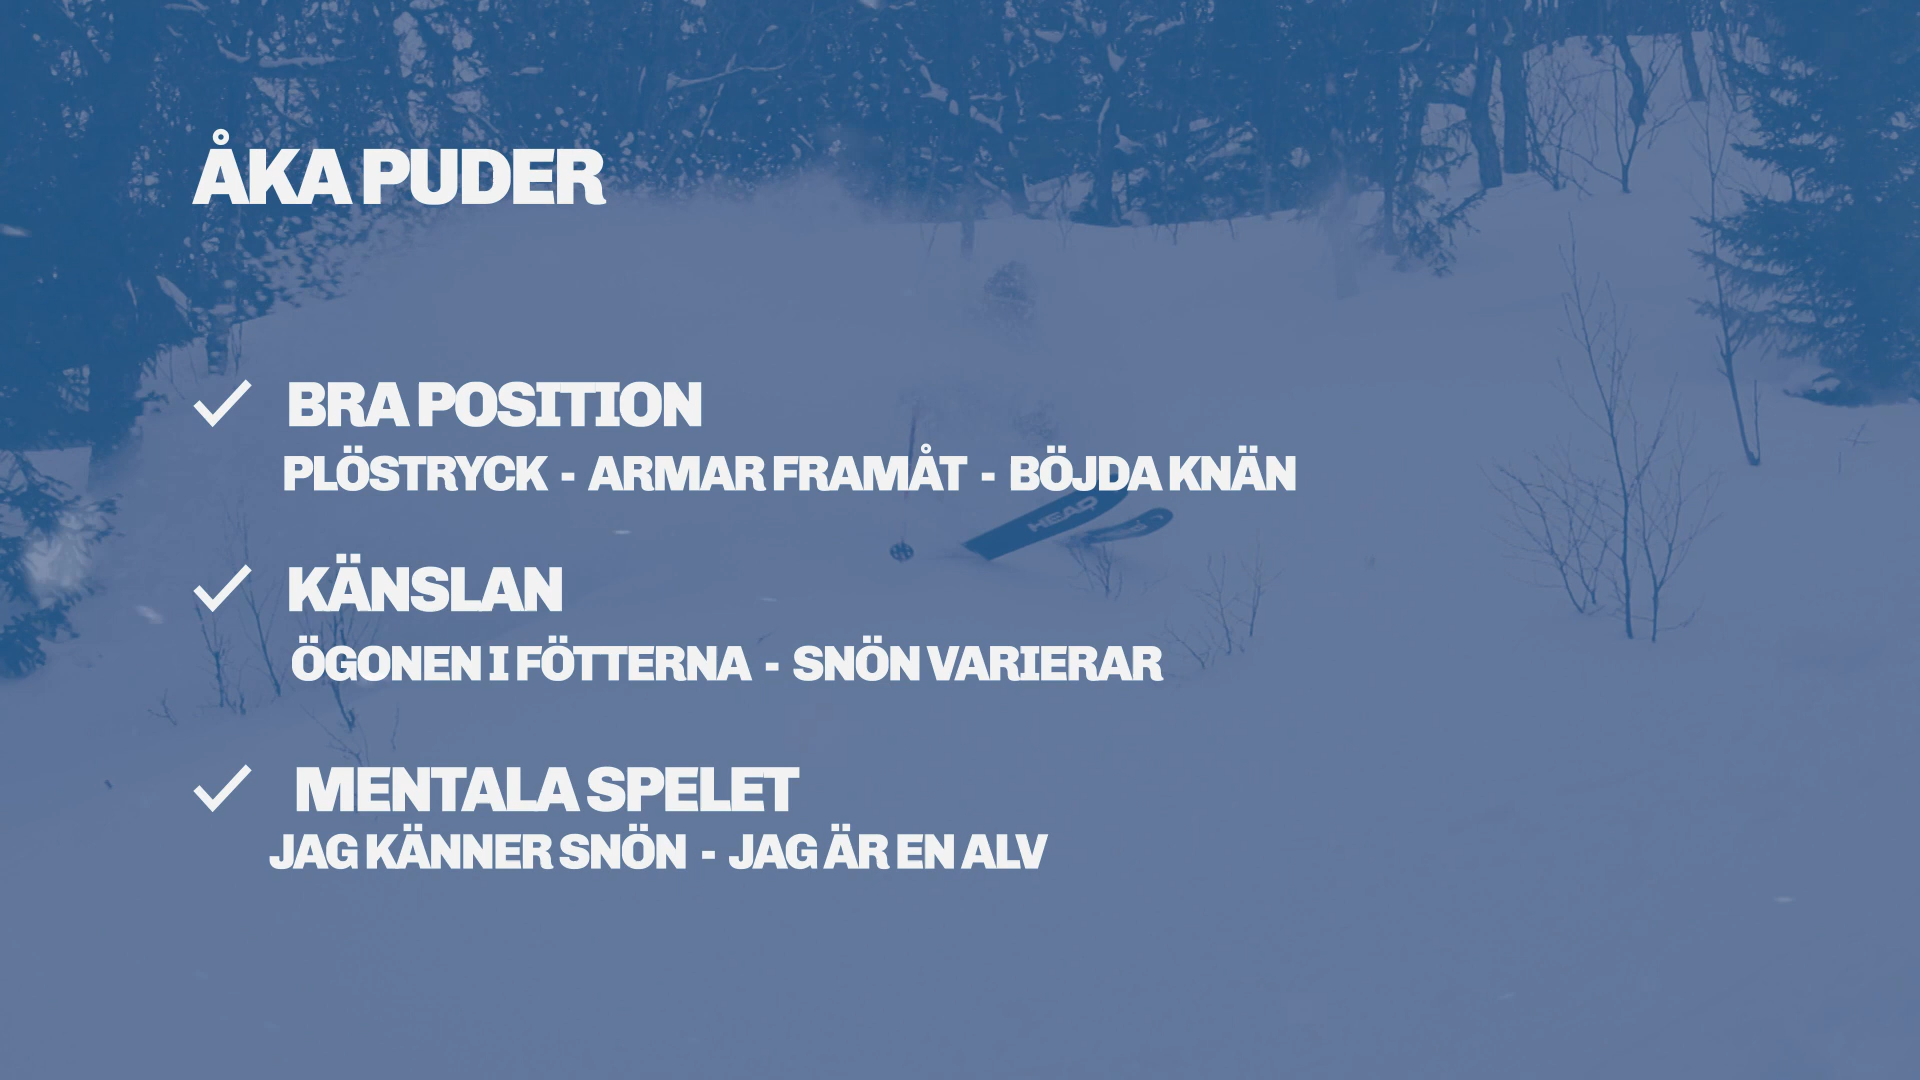 ÅKA PUDER
BRA POSITION
PLÖSTRYCK - ARMAR FRAMÅT - BÖJDA KNÄN
HEAD
KÄNSLAN
ÖGONEN I FÖTTERNA - SNÖN VARIERAR
MENTALA SPELET
JAG KÄNNER SNÖN - JAG ÄR EN ALV